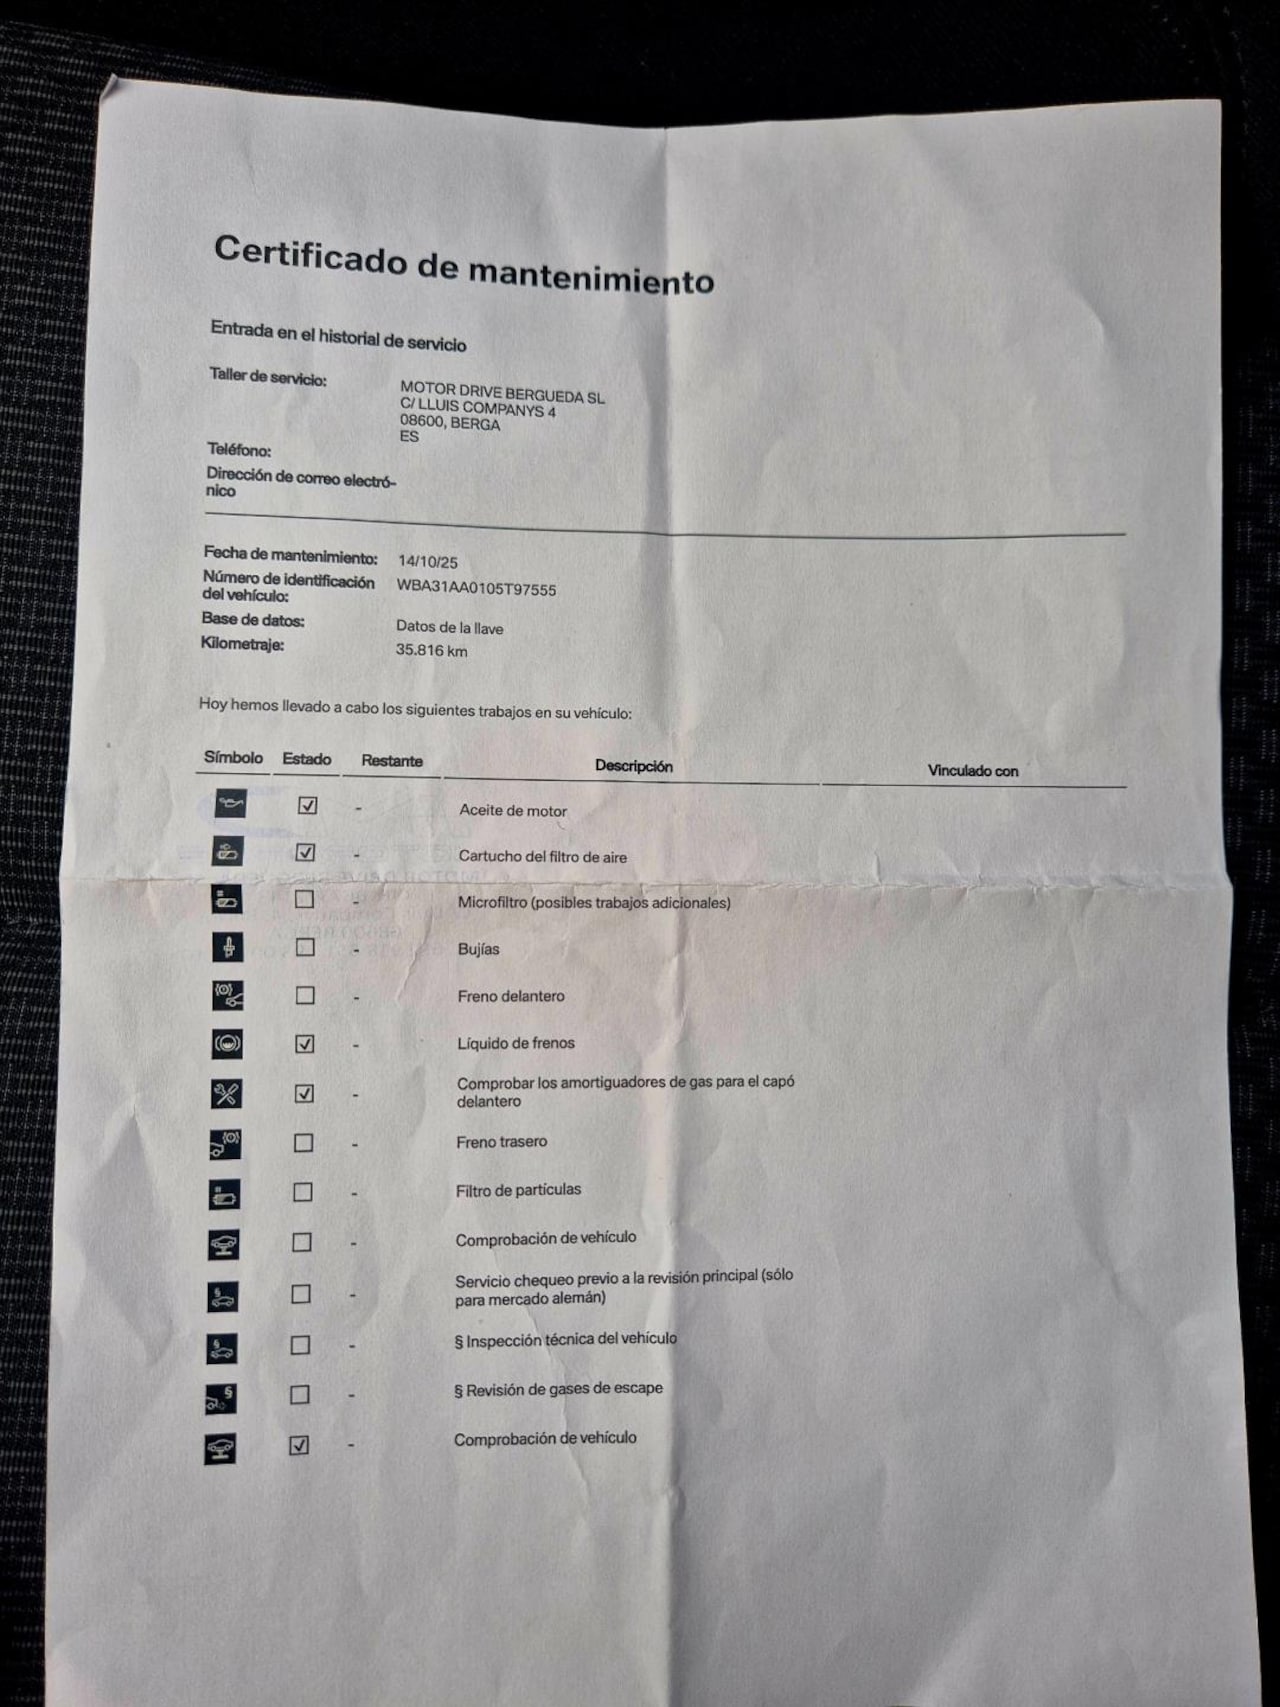 Certificado de mantenimiento
Entrada en el historial de servicio
Taller de servicio: MOTOR DRIVE BERGUEDA SL
C/ LLUIS COMPANYS 4
08600, BERGA
ES
Teléfono:
Dirección de correo electró-
nico
Fecha de mantenimiento: 14/10/25
Número de identificación WBA31AA0105T97555
del vehículo:
Base de datos: Datos de la llave
Kilometraje: 35.816 km
Hoy hemos llevado a cabo los siguientes trabajos en su vehículo:
Símbolo Estado Restante Descripción Vinculado con
- Aceite de motor
- Cartucho del filtro de aire
- Microfiltro (posibles trabajos adicionales)
- Bujías
- Freno delantero
- Líquido de frenos
- Comprobar los amortiguadores de gas para el capó
delantero
- Freno trasero
- Filtro de partículas
- Comprobación de vehículo
- Servicio chequeo previo a la revisión principal (sólo
para mercado alemán)
- § Inspección técnica del vehículo
- § Revisión de gases de escape
- Comprobación de vehículo